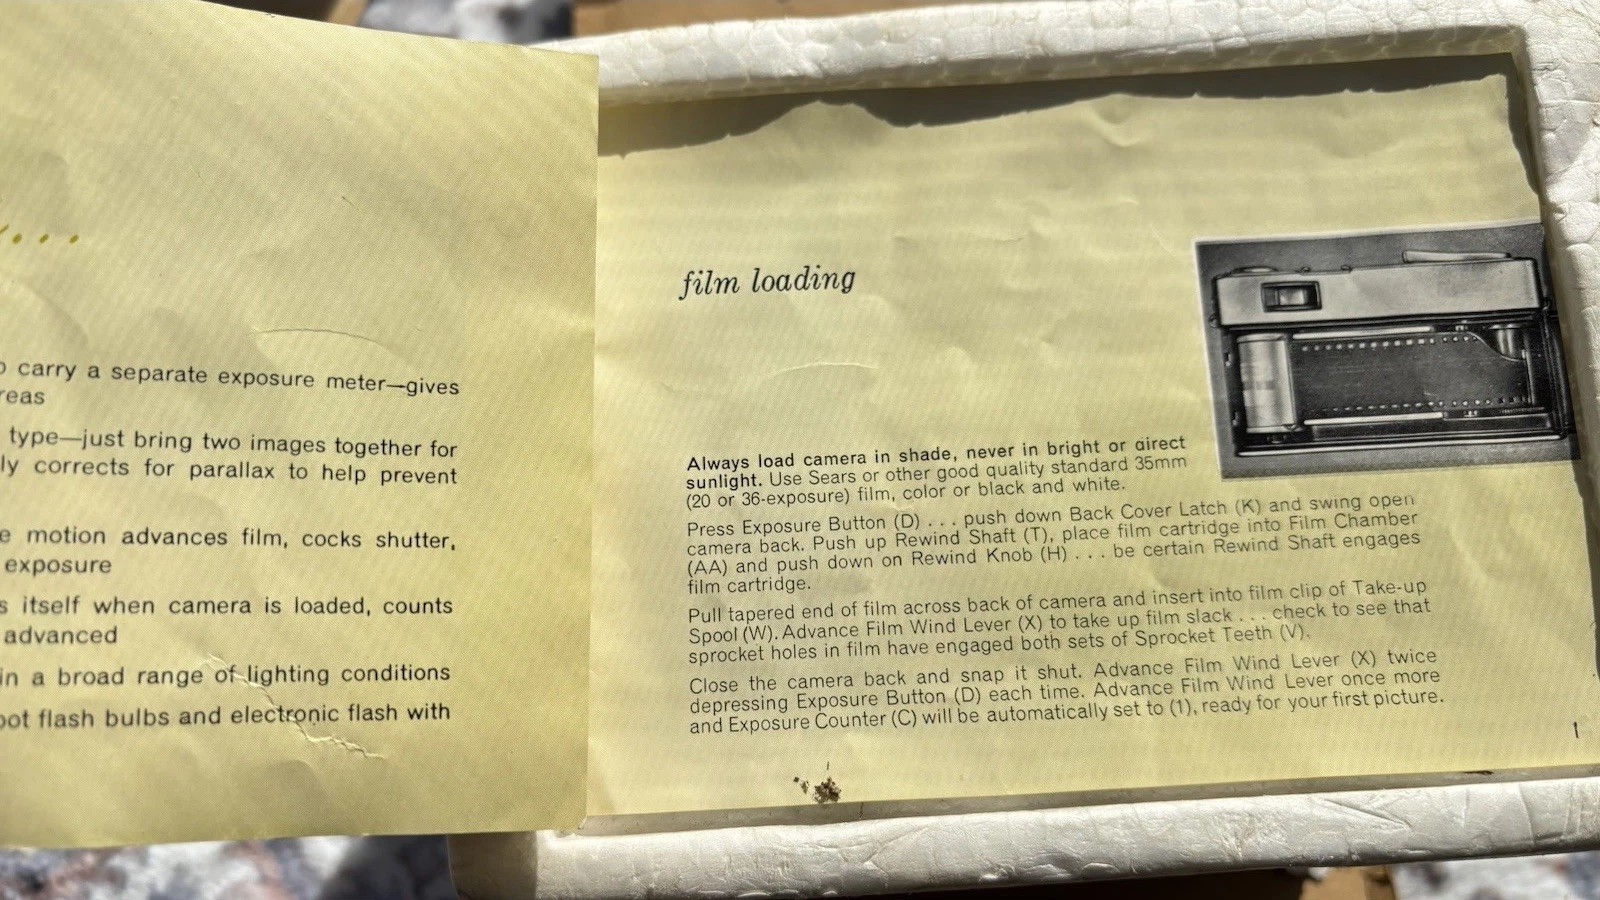 . . .
carry a separate exposure meter—gives
type—just bring two images together for
corrects for parallax to help prevent
motion advances film, cocks shutter,
exposure
itself when camera is loaded, counts
advanced
in a broad range of lighting conditions
flash bulbs and electronic flash with
film loading
Always load camera in shade, never in bright or direct
sunlight. Use Sears or other good quality standard 35mm
(20 or 36-exposure) film, color or black and white.
Press Exposure Button (D) . . . push down Back Cover Latch (K) and swing open
camera back. Push up Rewind Shaft (T), place film cartridge into Film Chamber
(AA) and push down on Rewind Knob (H) . . . be certain Rewind Shaft engages
film cartridge.
Pull tapered end of film across back of camera and insert into film clip of Take-up
Spool (W). Advance Film Wind Lever (X) to take up film slack . . . check to see that
sprocket holes in film have engaged both sets of Sprocket Teeth (V).
Close the camera back and snap it shut. Advance Film Wind Lever (X) twice
depressing Exposure Button (D) each time. Advance Film Wind Lever once more
and Exposure Counter (C) will be automatically set to (1), ready for your first picture.
1